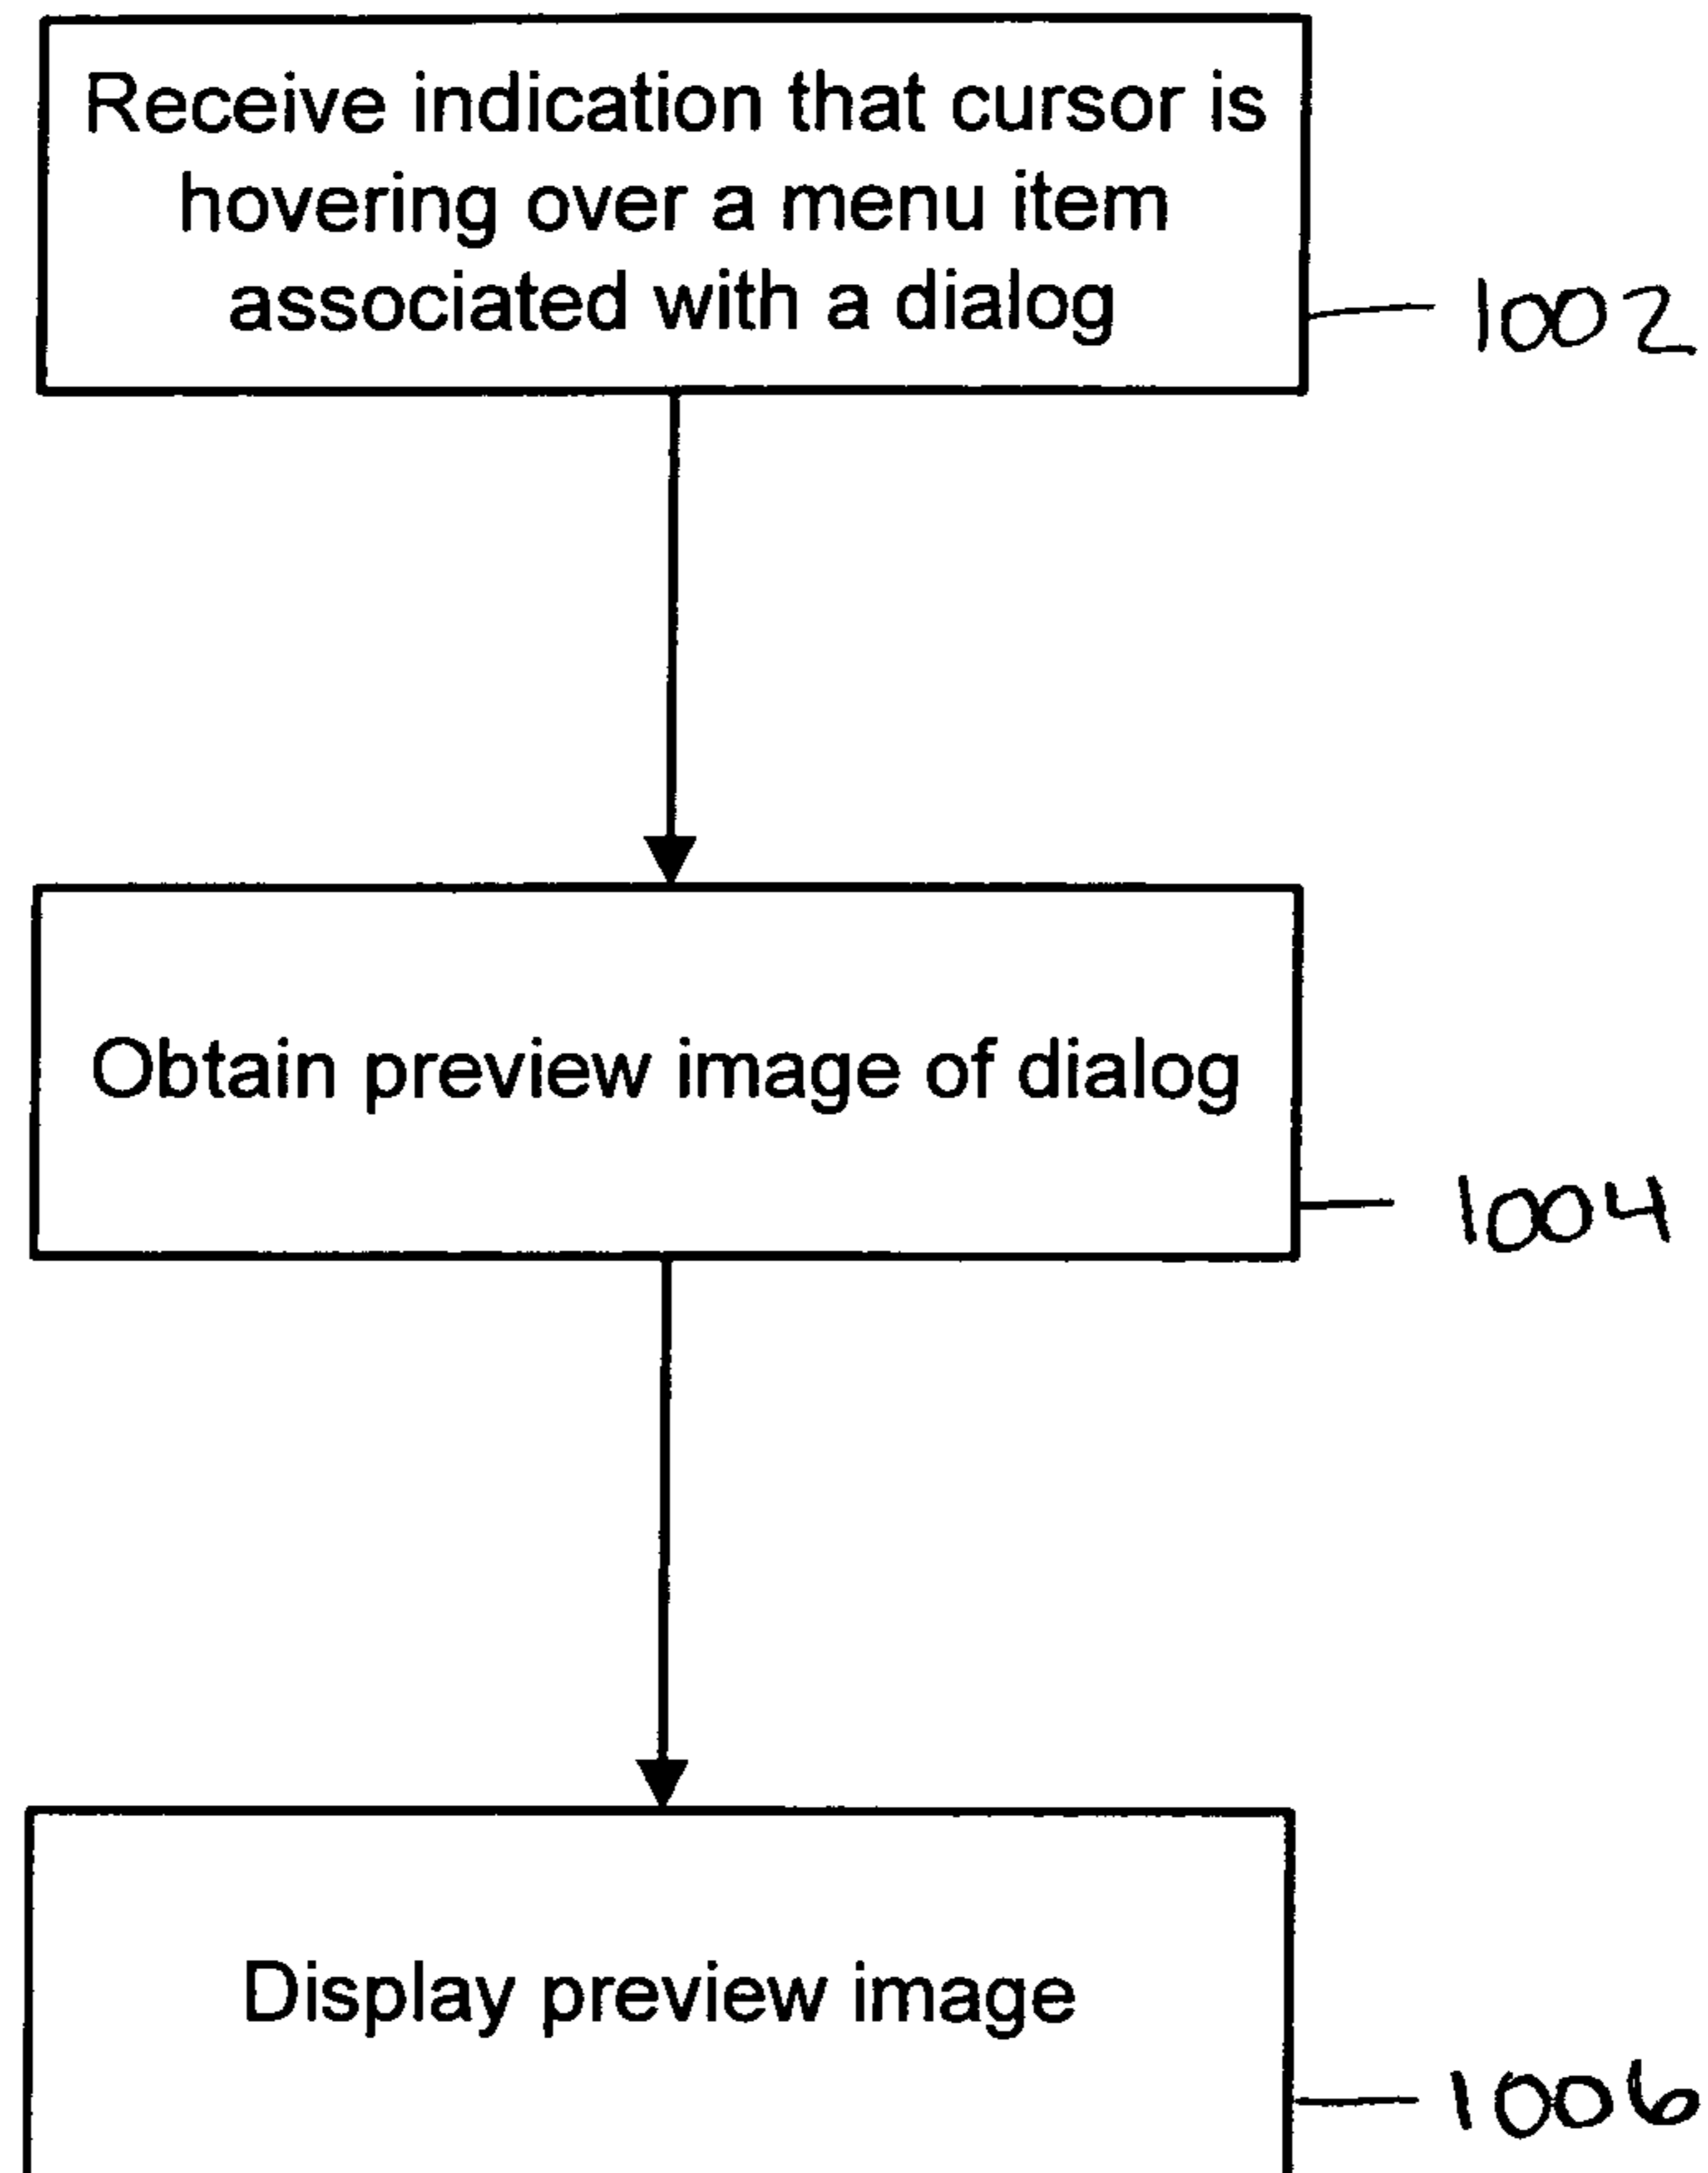 Receive indication that cursor is
hovering over a menu item
associated with a dialog
1002
Obtain preview image of dialog
1004
Display preview image
1006